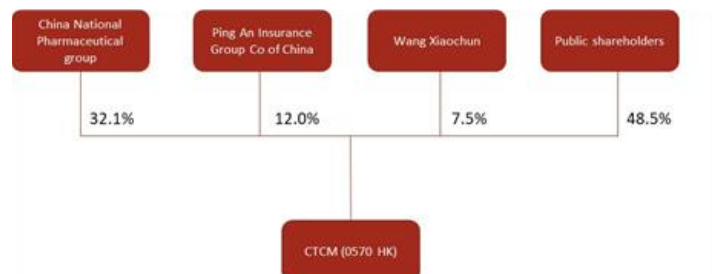 China National
Pharmaceutical
group
Ping An Insurance
Group Co of China
Wang Xiaochun
Public shareholders
32.1%
12.0%
7.5%
48.5%
CTCM (0570 HK)